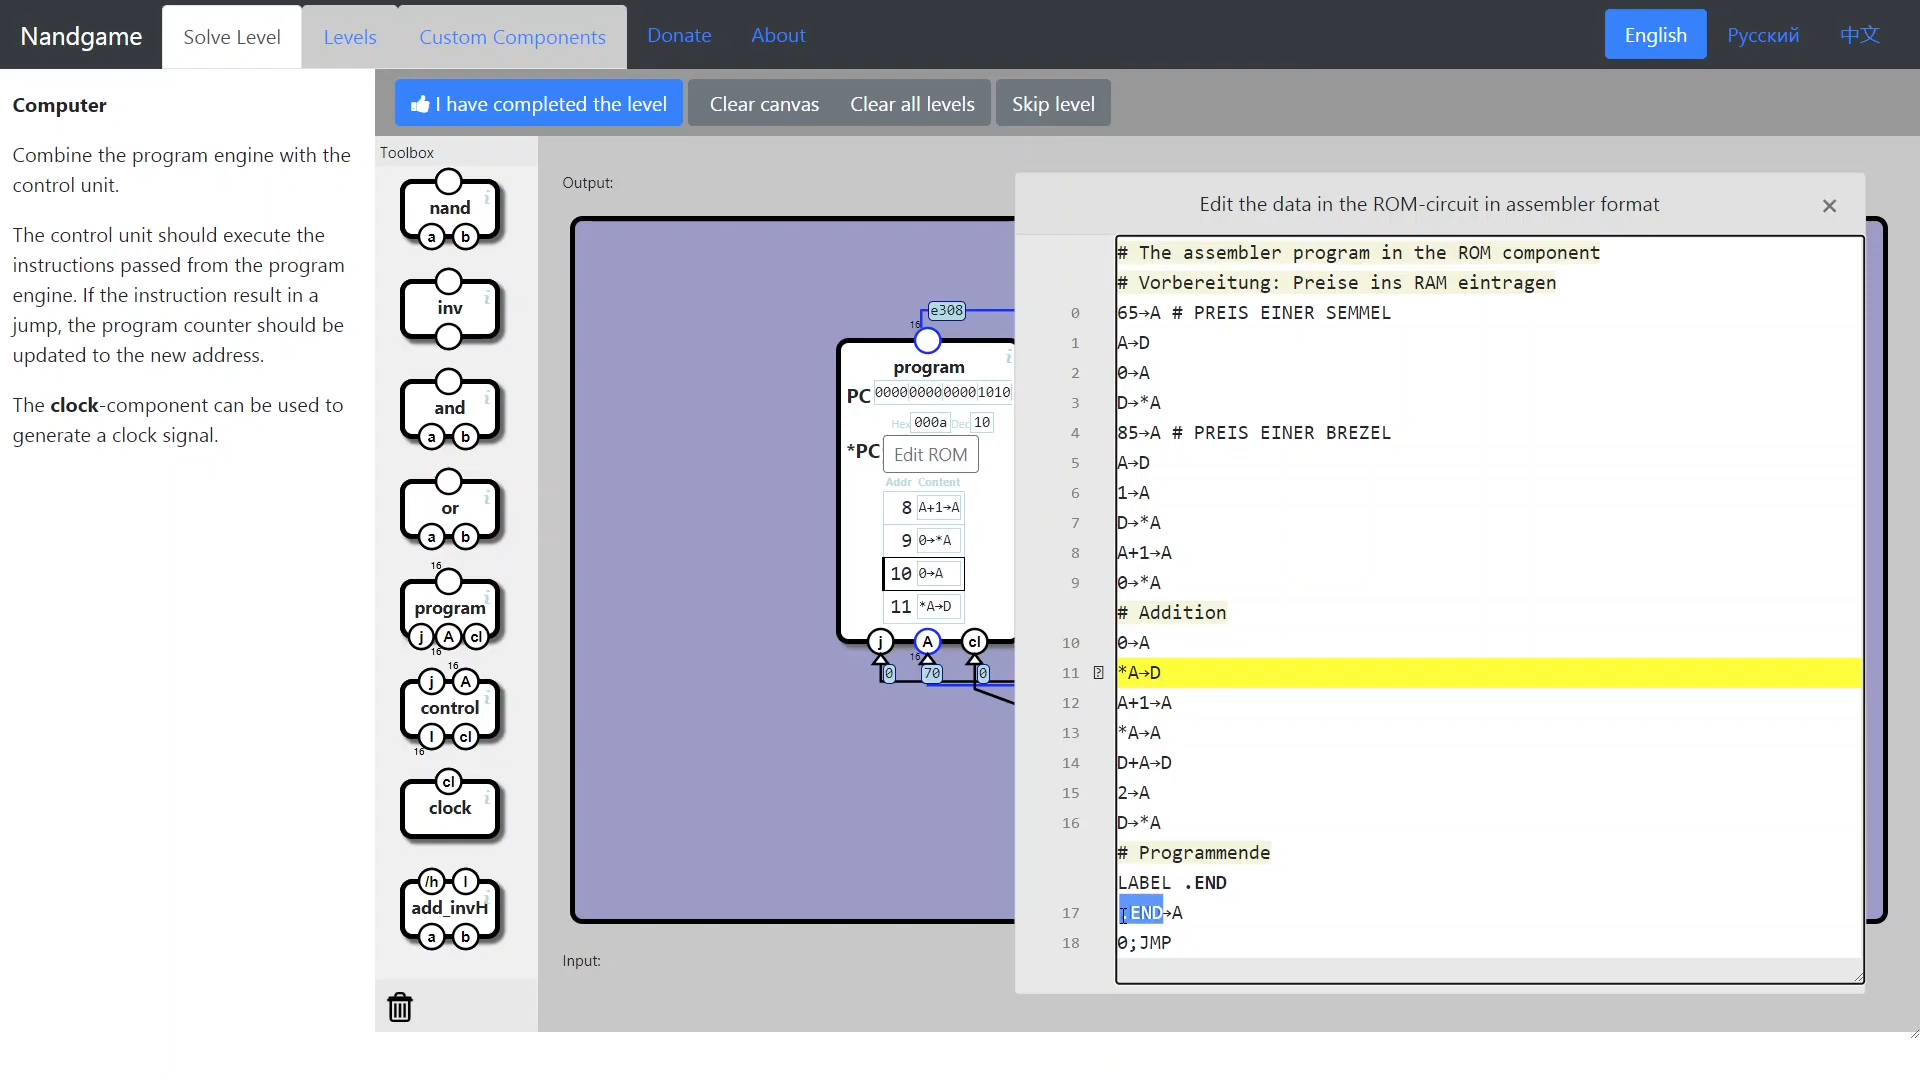 Nandgame
Solve Level
Levels
Custom Components
Donate
About
English
Русский
中文
Computer
Combine the program engine with the
control unit.
The control unit should execute the
instructions passed from the program
engine. If the instruction result in a
jump, the program counter should be
updated to the new address.
The clock-component can be used to
generate a clock signal.
I have completed the level
Clear canvas
Clear all levels
Skip level
Toolbox
nand
i
a b
inv
i
and
i
a b
or
i
a b
16
program
i
j A cl
16
16
j A
control
i
I cl
16
cl
clock
i
/h l
add_invH
i
a b
Output:
e308
16
program
i
PC 0000000000001010
Hex 000a Dec 10
*PC Edit ROM
Addr Content
8 A+1→A
9 0→*A
10 0→A
11 *A→D
j A cl
16
0 70 0
Input:
Edit the data in the ROM-circuit in assembler format
×
# The assembler program in the ROM component
# Vorbereitung: Preise ins RAM eintragen
0 65→A # PREIS EINER SEMMEL
1 A→D
2 0→A
3 D→*A
4 85→A # PREIS EINER BREZEL
5 A→D
6 1→A
7 D→*A
8 A+1→A
9 0→*A
# Addition
10 0→A
11 *A→D
12 A+1→A
13 *A→A
14 D+A→D
15 2→A
16 D→*A
# Programmende
LABEL .END
17 .END→A
18 0;JMP